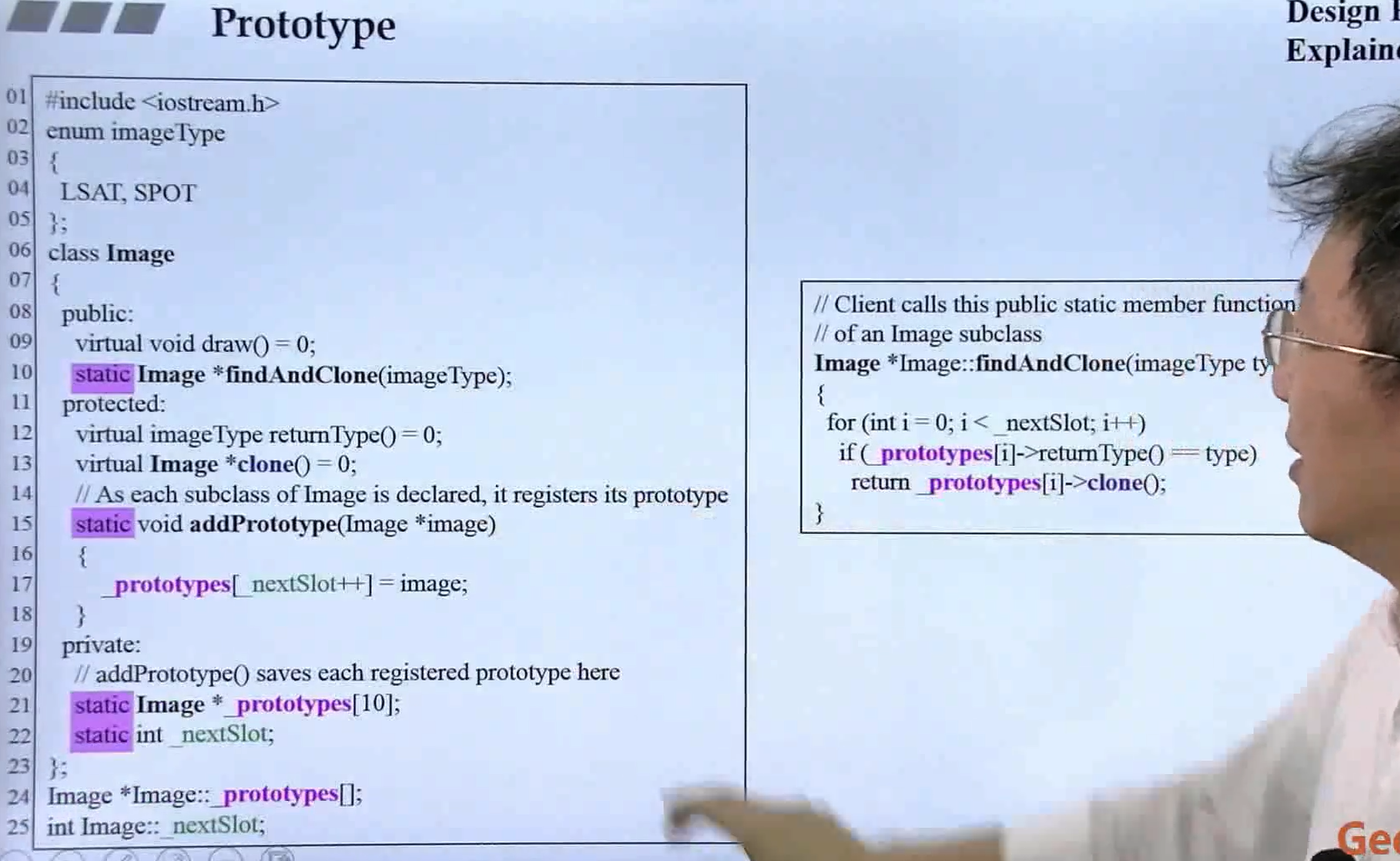 Prototype
Design
Explain
01 #include <iostream.h>
02 enum imageType
03 {
04 LSAT, SPOT
05 };
06 class Image
07 {
08 public:
09 virtual void draw() = 0;
10 static Image *findAndClone(imageType);
11 protected:
12 virtual imageType returnType() = 0;
13 virtual Image *clone() = 0;
14 // As each subclass of Image is declared, it registers its prototype
15 static void addPrototype(Image *image)
16 {
17 _prototypes[_nextSlot++] = image;
18 }
19 private:
20 // addPrototype() saves each registered prototype here
21 static Image *_prototypes[10];
22 static int _nextSlot;
23 };
24 Image *Image::_prototypes[];
25 int Image::_nextSlot;
// Client calls this public static member function
// of an Image subclass
Image *Image::findAndClone(imageType ty
{
for (int i = 0; i < _nextSlot; i++)
if (_prototypes[i]->returnType() == type)
return _prototypes[i]->clone();
}
Gee